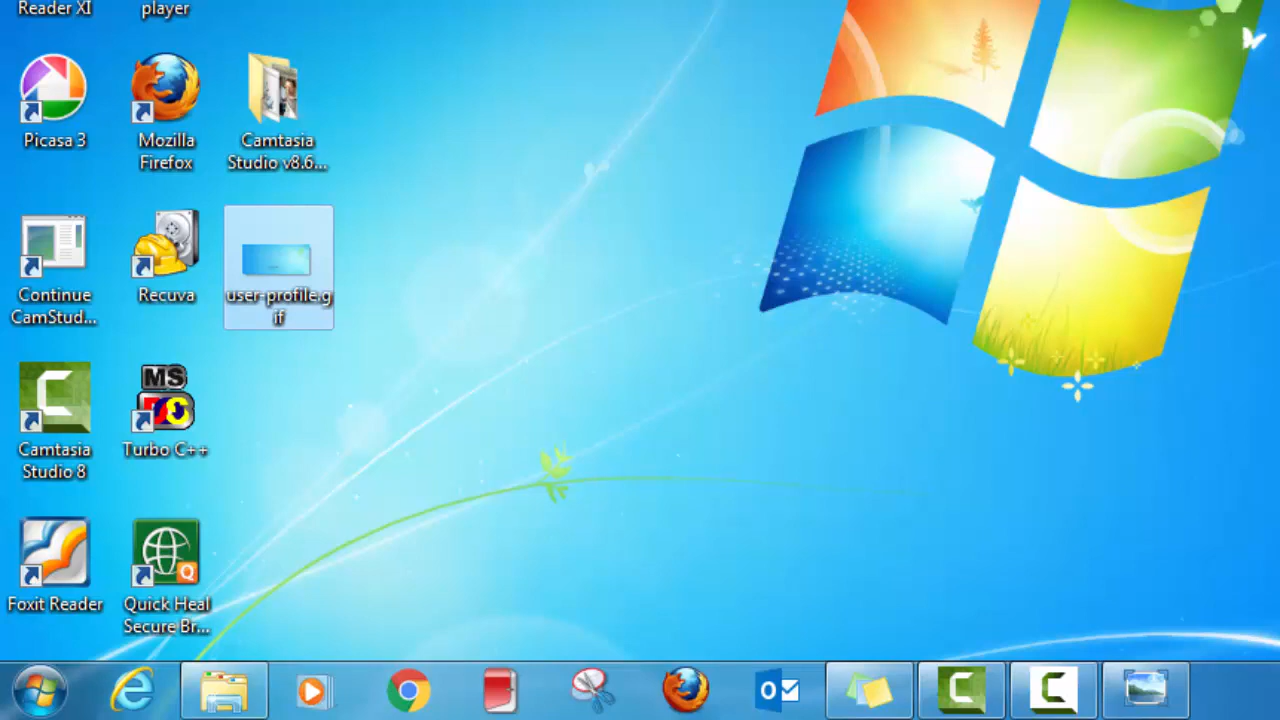 Reader XI
player
Picasa 3
Mozilla
Firefox
Camtasia
Studio v8.6...
Continue
CamStud...
Recuva
user-profile.g
if
Camtasia
Studio 8
MS
Turbo C++
Foxit Reader
Quick Heal
Secure Br...